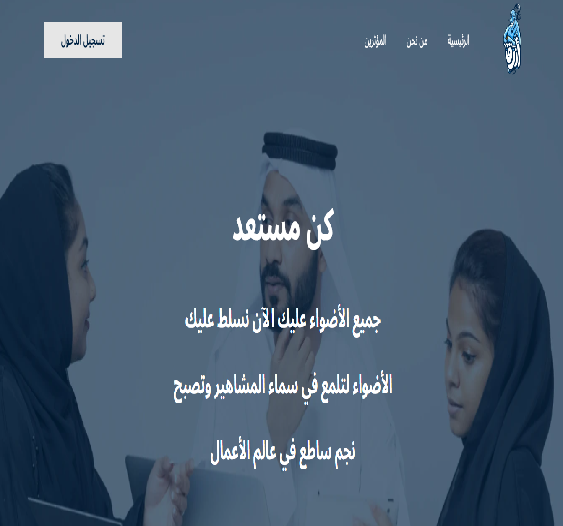 الرئيسية
من نحن
المؤثرين
تسجيل الدخول
كن مستعد
جميع الأضواء عليك الآن نسلط عليك
الأضواء لتلمع في سماء المشاهير وتصبح
نجم ساطع في عالم الأعمال